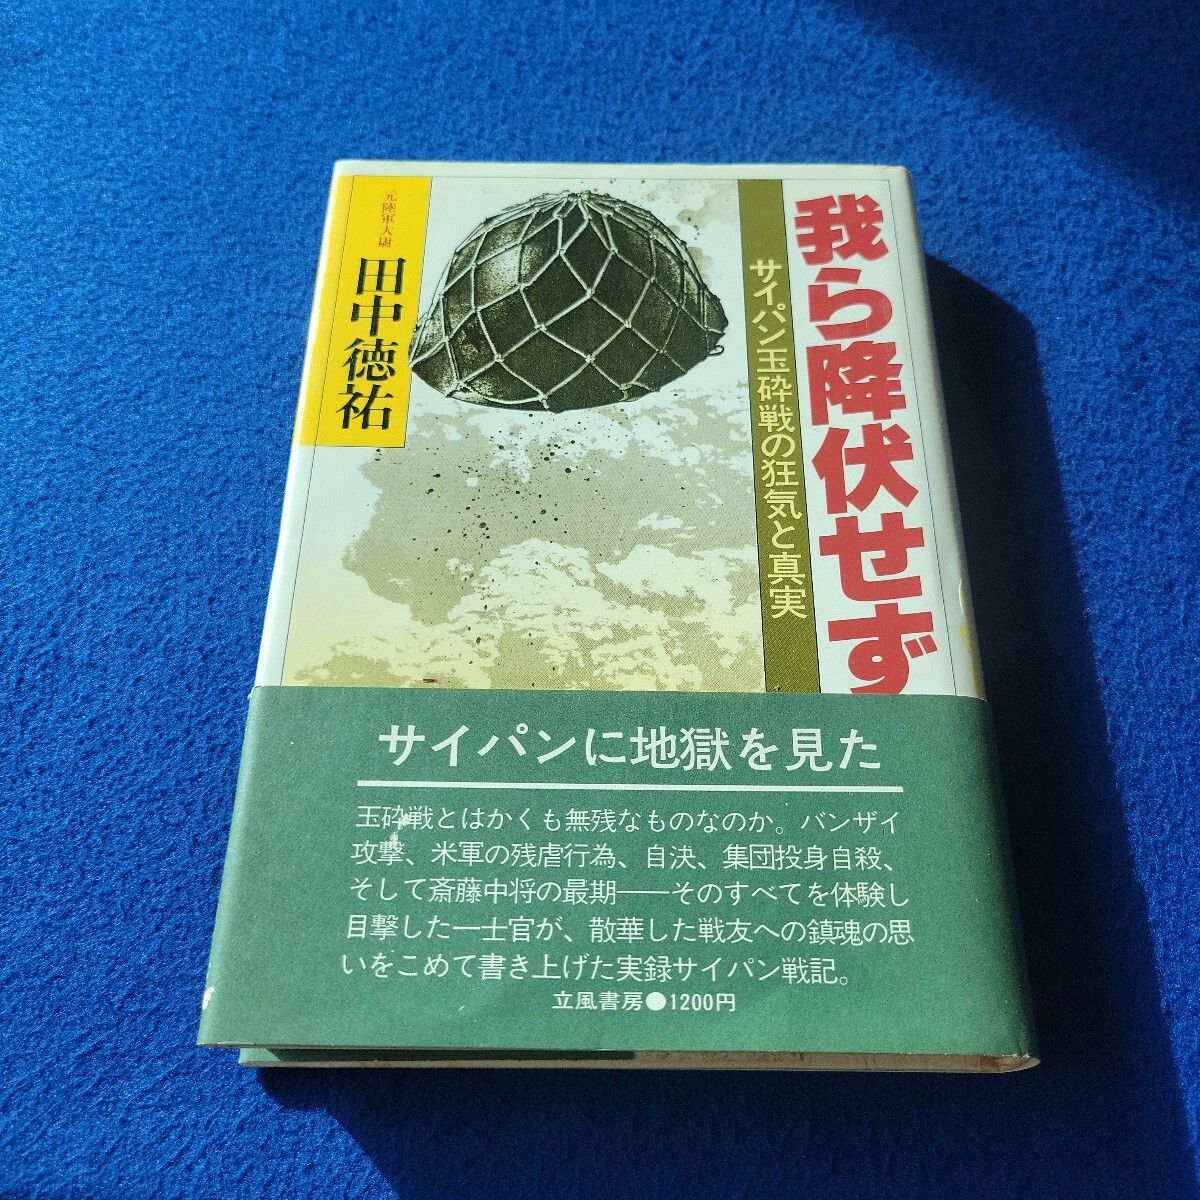 我ら降伏せず
サイパン玉砕戦の狂気と真実
元陸軍大尉
田中徳祐
サイパンに地獄を見た
玉砕戦とはかくも無残なものなのか。バンザイ
攻撃、米軍の残虐行為、自決、集団投身自殺、
そして斎藤中将の最期――そのすべてを体験し
目撃した一士官が、散華した戦友への鎮魂の思
いをこめて書き上げた実録サイパン戦記。
立風書房●1200円